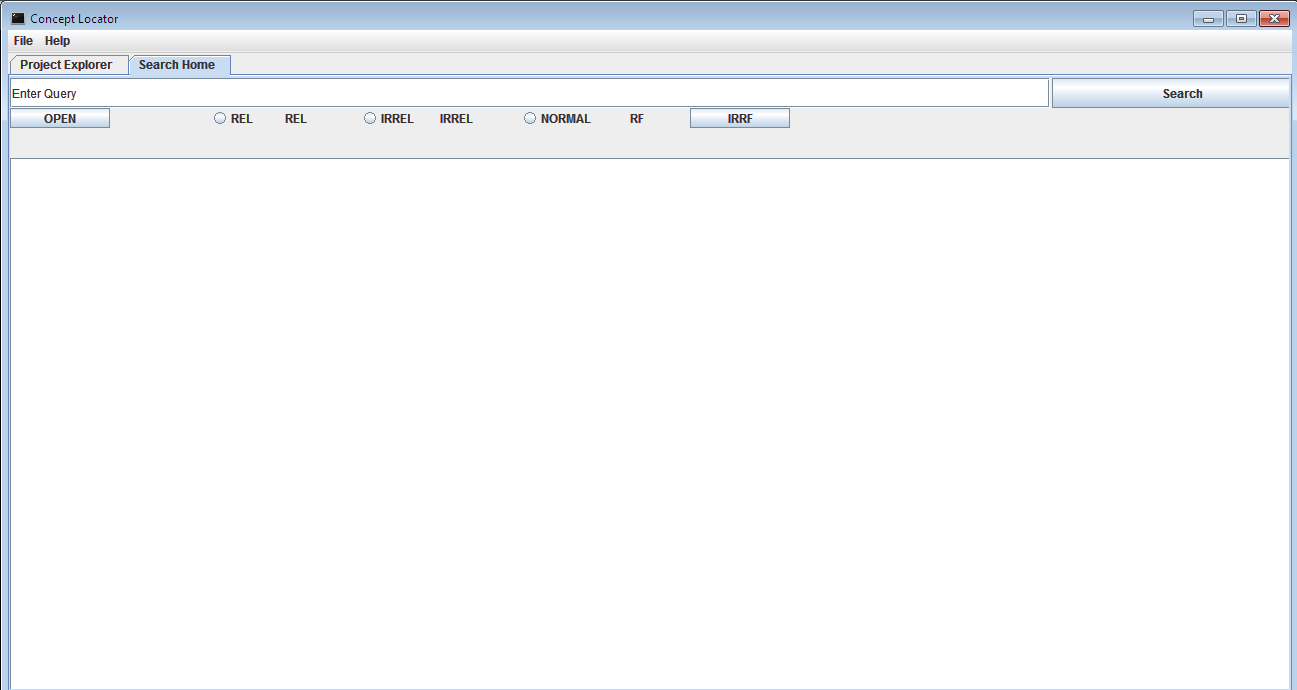 Concept Locator
File Help
Project Explorer Search Home
Enter Query Search
OPEN REL REL IRREL IRREL NORMAL RF IRRF